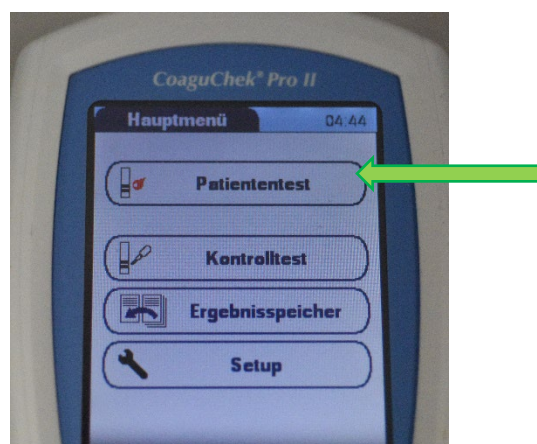 CoaguChek® Pro II
Hauptmenü 04:44
Patiententest
Kontrolltest
Ergebnisspeicher
Setup